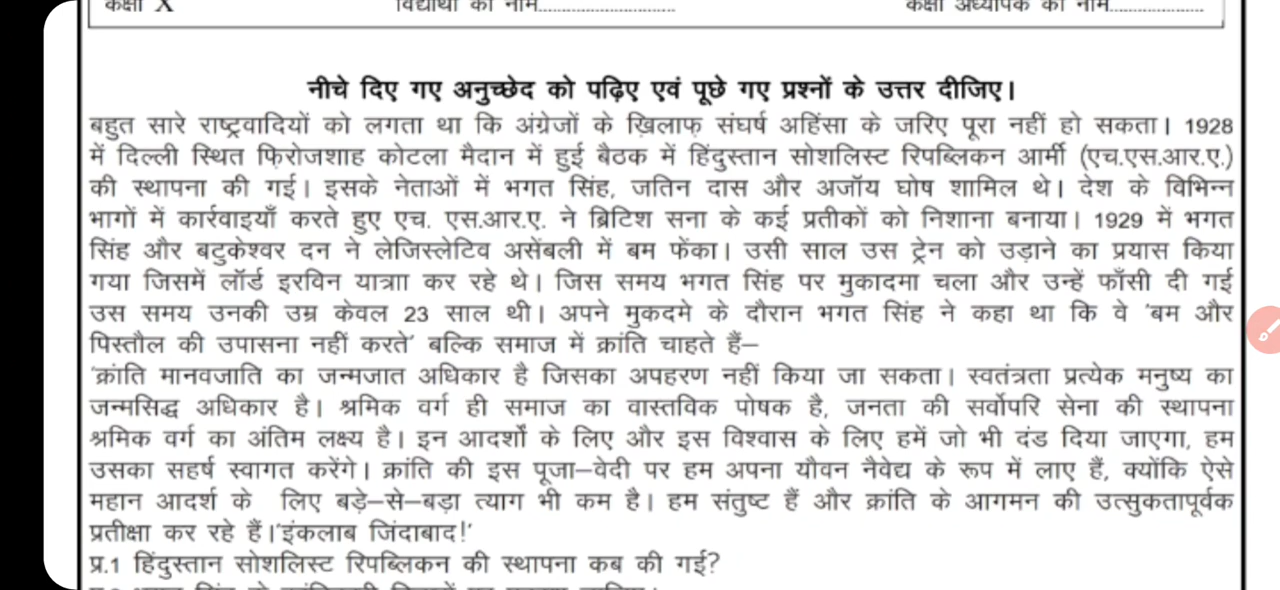 कक्षा X विद्यार्थी का नाम............................ कक्षा अध्यापक का नाम....................
नीचे दिए गए अनुच्छेद को पढ़िए एवं पूछे गए प्रश्नों के उत्तर दीजिए।
बहुत सारे राष्ट्रवादियों को लगता था कि अंग्रेजों के खिलाफ़ संघर्ष अहिंसा के जरिए पूरा नहीं हो सकता। 1928
में दिल्ली स्थित फ़िरोजशाह कोटला मैदान में हुई बैठक में हिंदुस्तान सोशलिस्ट रिपब्लिकन आर्मी (एच.एस.आर.ए.)
की स्थापना की गई। इसके नेताओं में भगत सिंह, जतिन दास और अजॉय घोष शामिल थे। देश के विभिन्न
भागों में कार्रवाइयाँ करते हुए एच. एस.आर.ए. ने ब्रिटिश सना के कई प्रतीकों को निशाना बनाया। 1929 में भगत
सिंह और बटुकेश्वर दन ने लेजिस्लेटिव असेंबली में बम फेंका। उसी साल उस ट्रेन को उड़ाने का प्रयास किया
गया जिसमें लॉर्ड इरविन यात्राा कर रहे थे। जिस समय भगत सिंह पर मुकादमा चला और उन्हें फाँसी दी गई
उस समय उनकी उम्र केवल 23 साल थी। अपने मुकदमे के दौरान भगत सिंह ने कहा था कि वे 'बम और
पिस्तौल की उपासना नहीं करते' बल्कि समाज में क्रांति चाहते हैं–
'क्रांति मानवजाति का जन्मजात अधिकार है जिसका अपहरण नहीं किया जा सकता। स्वतंत्रता प्रत्येक मनुष्य का
जन्मसिद्ध अधिकार है। श्रमिक वर्ग ही समाज का वास्तविक पोषक है, जनता की सर्वोपरि सेना की स्थापना
श्रमिक वर्ग का अंतिम लक्ष्य है। इन आदर्शों के लिए और इस विश्वास के लिए हमें जो भी दंड दिया जाएगा, हम
उसका सहर्ष स्वागत करेंगे। क्रांति की इस पूजा–वेदी पर हम अपना यौवन नैवेद्य के रूप में लाए हैं, क्योंकि ऐसे
महान आदर्श के लिए बड़े–से–बड़ा त्याग भी कम है। हम संतुष्ट हैं और क्रांति के आगमन की उत्सुकतापूर्वक
प्रतीक्षा कर रहे हैं।'इंकलाब जिंदाबाद!'
प्र.1 हिंदुस्तान सोशलिस्ट रिपब्लिकन की स्थापना कब की गई?